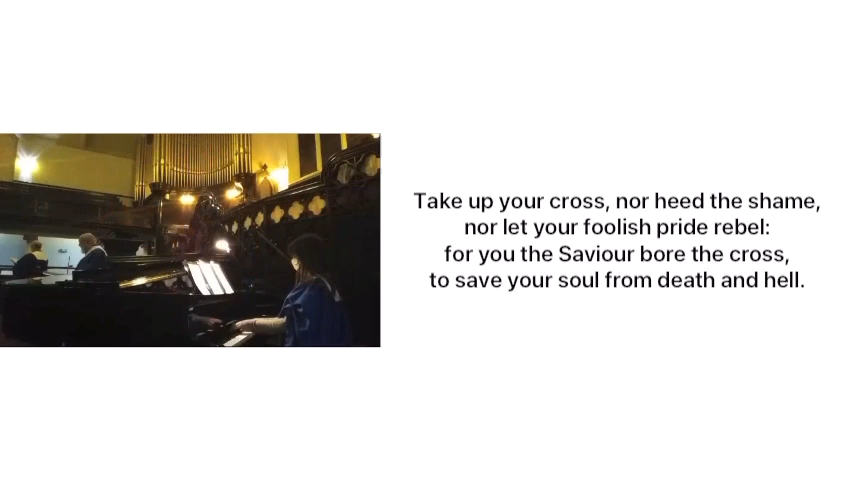 Take up your cross, nor heed the shame,
nor let your foolish pride rebel:
for you the Saviour bore the cross,
to save your soul from death and hell.